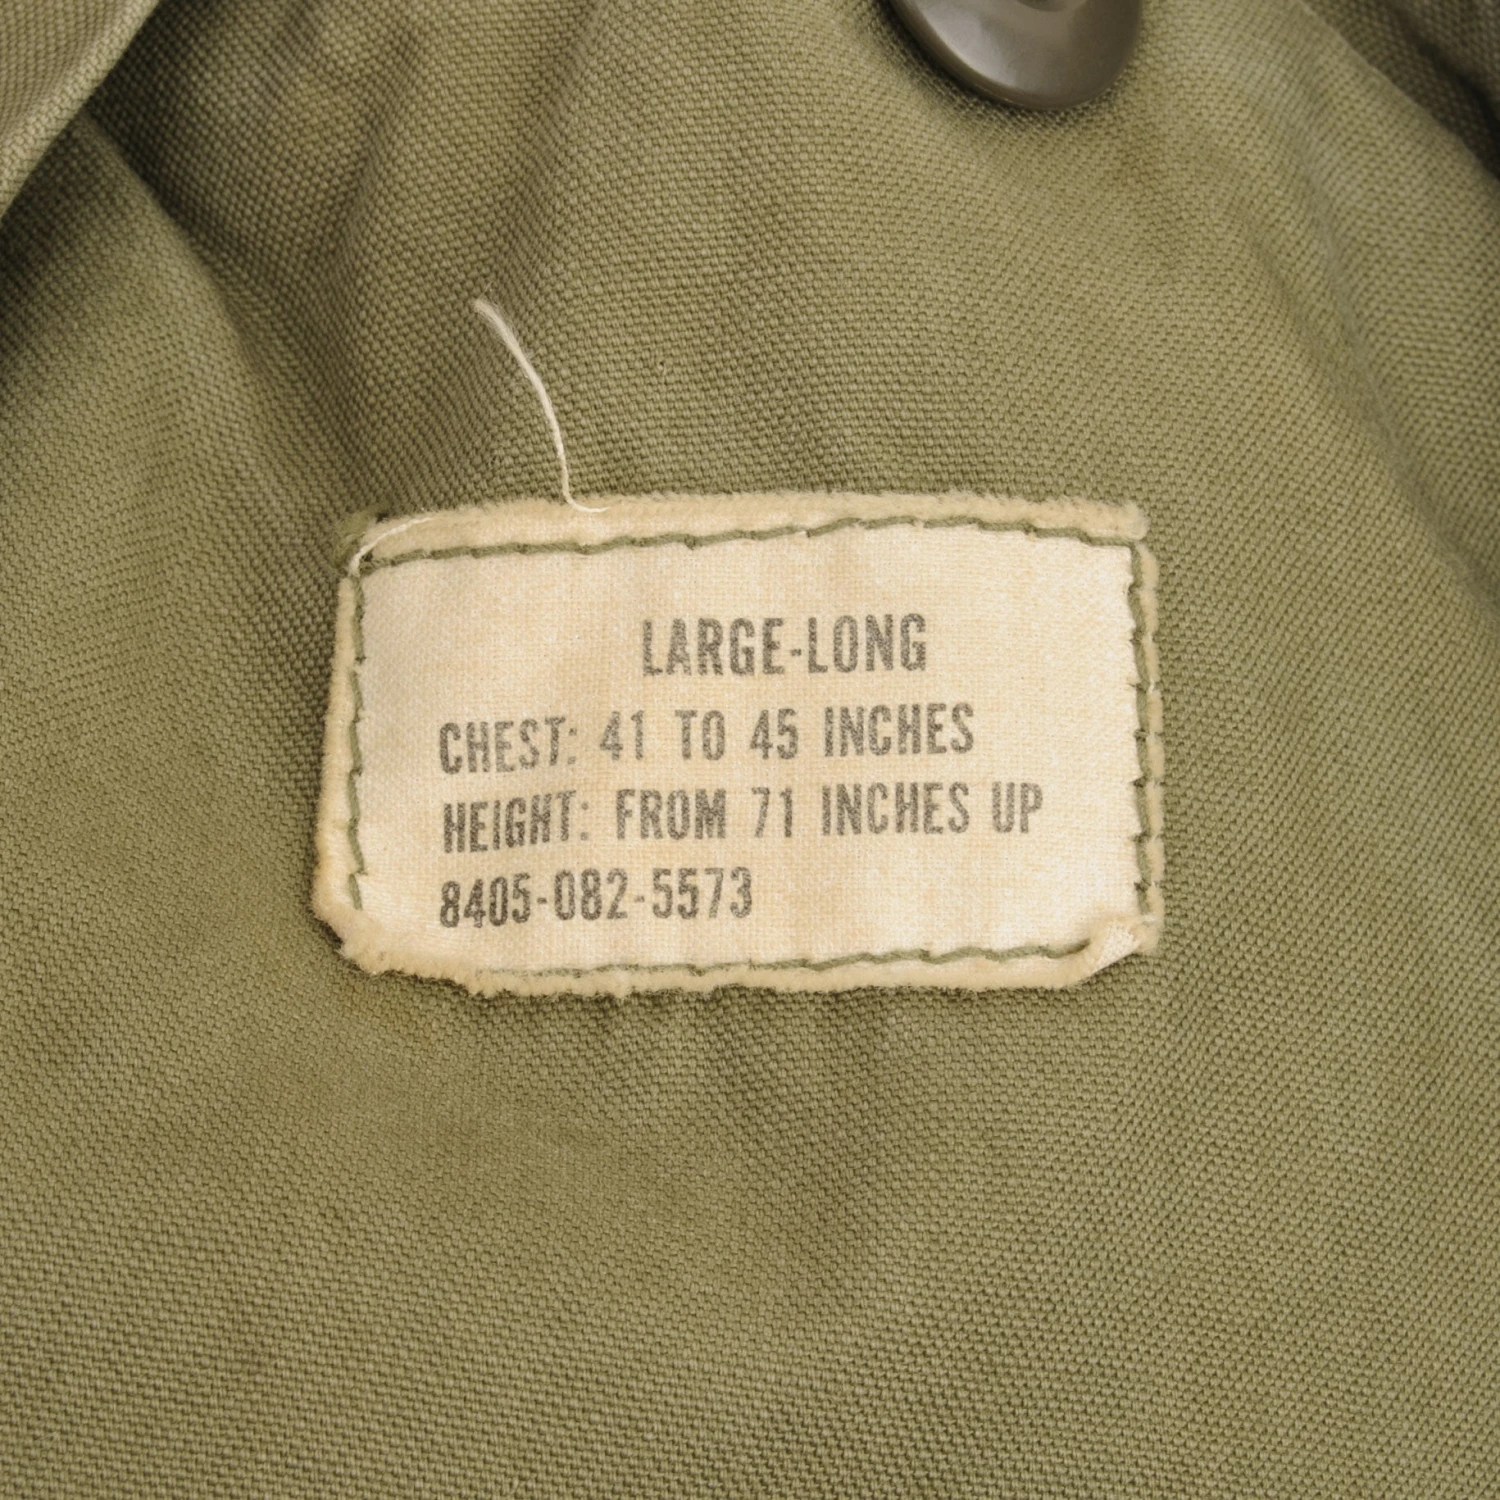 LARGE-LONG
CHEST: 41 TO 45 INCHES
HEIGHT: FROM 71 INCHES UP
8405-082-5573